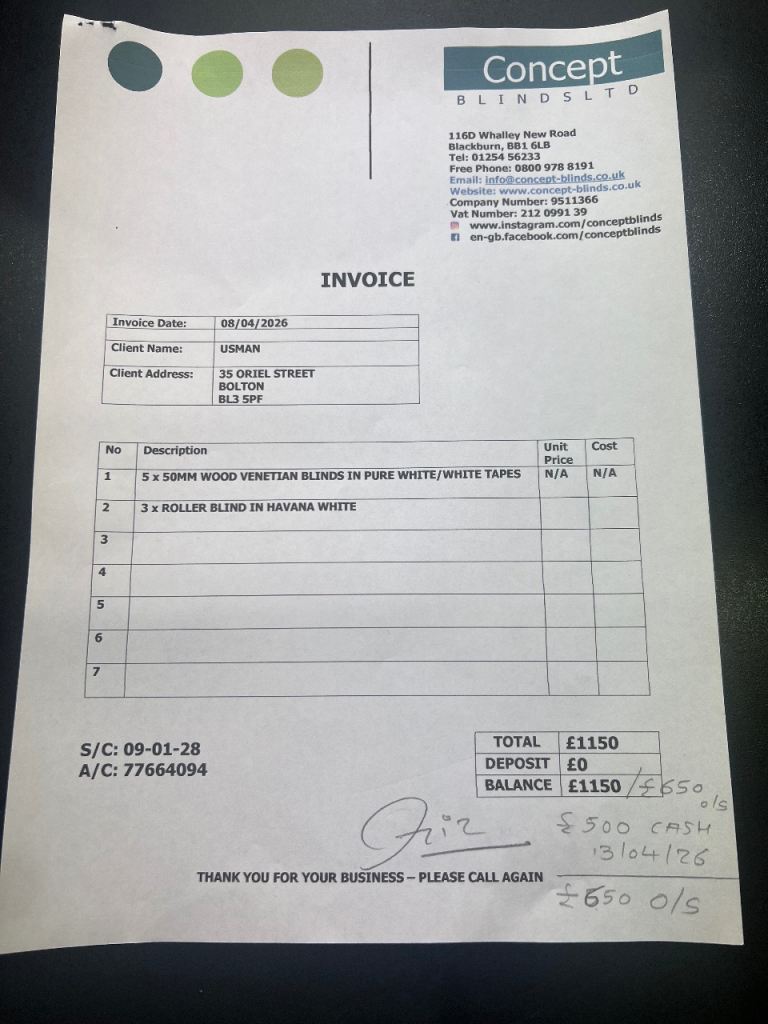 Concept
BLINDS LTD
116D Whalley New Road
Blackburn, BB1 6LB
Tel: 01254 56233
Free Phone: 0800 978 8191
Email: info@concept-blinds.co.uk
Website: www.concept-blinds.co.uk
Company Number: 9511366
Vat Number: 212 0991 39
www.instagram.com/conceptblinds
en-gb.facebook.com/conceptblinds
INVOICE
Invoice Date: 08/04/2026
Client Name: USMAN
Client Address: 35 ORIEL STREET
BOLTON
BL3 5PF
No Description Unit Price Cost
1 5 x 50MM WOOD VENETIAN BLINDS IN PURE WHITE/WHITE TAPES N/A N/A
2 3 x ROLLER BLIND IN HAVANA WHITE
3
4
5
6
7
S/C: 09-01-28
A/C: 77664094
TOTAL £1150
DEPOSIT £0
BALANCE £1150 / £650 o/s
£500 CASH
13/04/26
THANK YOU FOR YOUR BUSINESS – PLEASE CALL AGAIN
£650 O/S